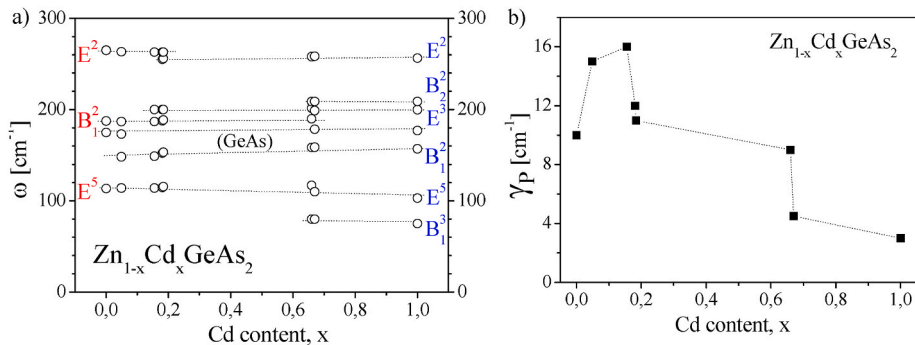 a)
300
300
E²
E²
B₂²
200
200
E³
B₁²
(GeAs)
B₁²
ω [cm⁻¹]
E⁵
E⁵
100
100
B₁³
Zn₁₋ₓCdₓGeAs₂
0
0
0,0 0,2 0,4 0,6 0,8 1,0
Cd content, x
b)
Zn₁₋ₓCdₓGeAs₂
16
12
γP [cm⁻¹]
8
4
0
0,0 0,2 0,4 0,6 0,8 1,0
Cd content, x